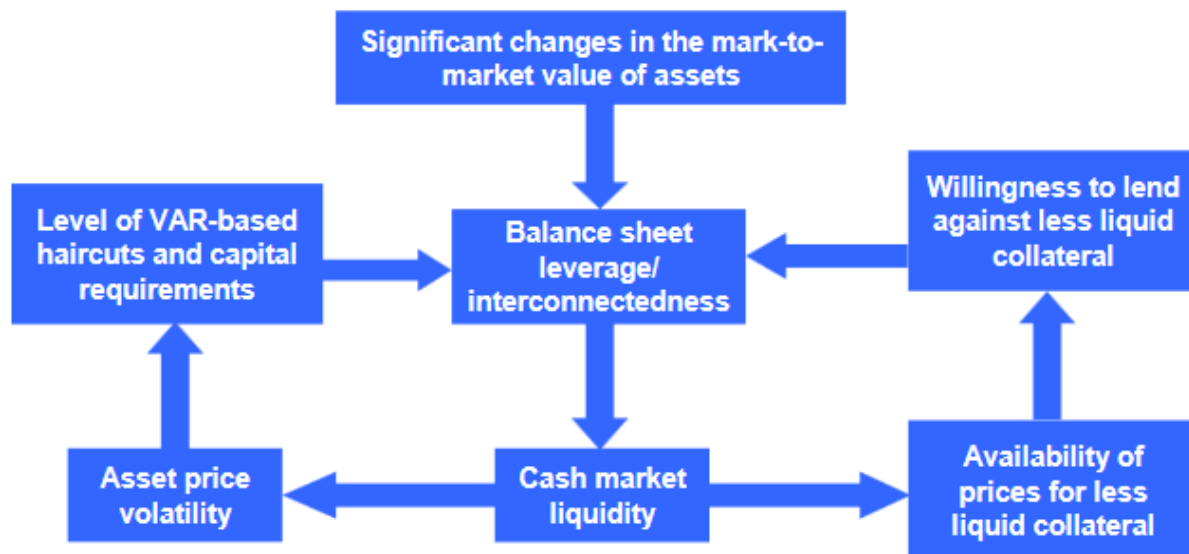 Significant changes in the mark-to-
market value of assets
Level of VAR-based
haircuts and capital
requirements
Balance sheet
leverage/
interconnectedness
Willingness to lend
against less liquid
collateral
Asset price
volatility
Cash market
liquidity
Availability of
prices for less
liquid collateral